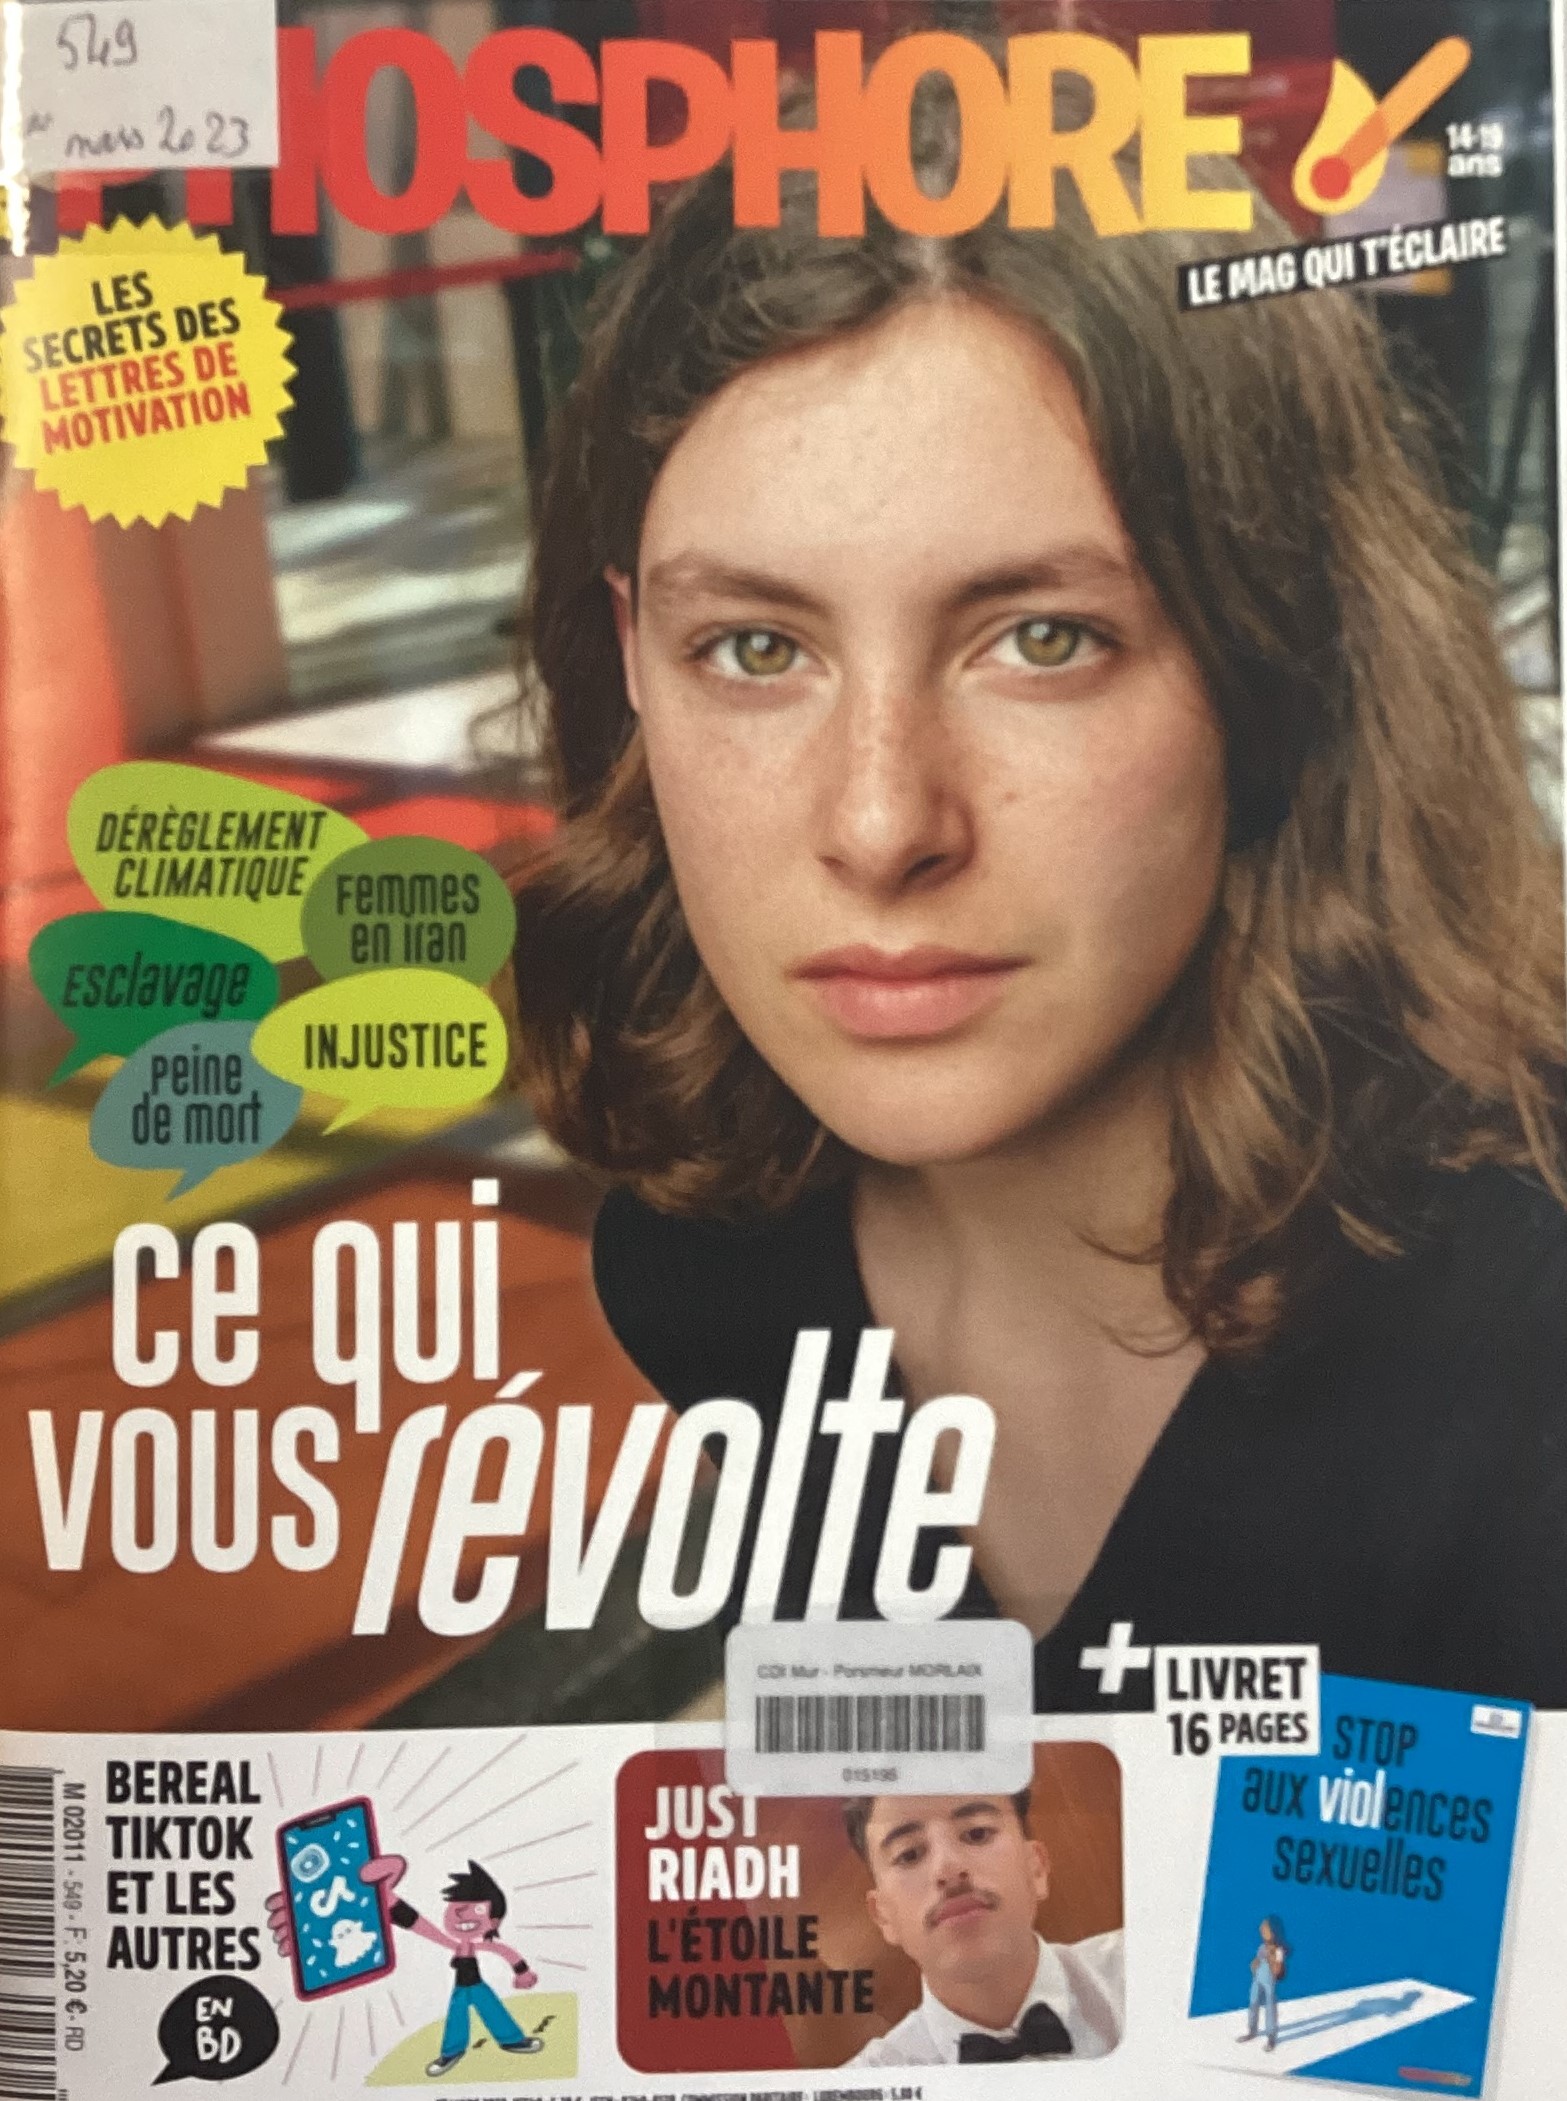 549
mars 2023
PHOSPHORE
14-19
ans
LE MAG QUI T'ÉCLAIRE
LES
SECRETS DES
LETTRES DE
MOTIVATION
DÉRÈGLEMENT
CLIMATIQUE
Femmes
en Iran
Esclavage
INJUSTICE
Peine
de mort
ce qui
vous révolte
CDI Mur - Porsmeur MORLAIX
015195
+ LIVRET
16 PAGES
STOP
aux violences
sexuelles
BEREAL
TIKTOK
ET LES
AUTRES
EN
BD
JUST
RIADH
L'ÉTOILE
MONTANTE
M 02011 - 549 - F: 5,20 € - RD